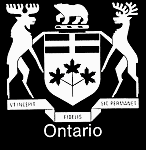 VT INCEPIT SIC PERMANET
FIDELIS
Ontario